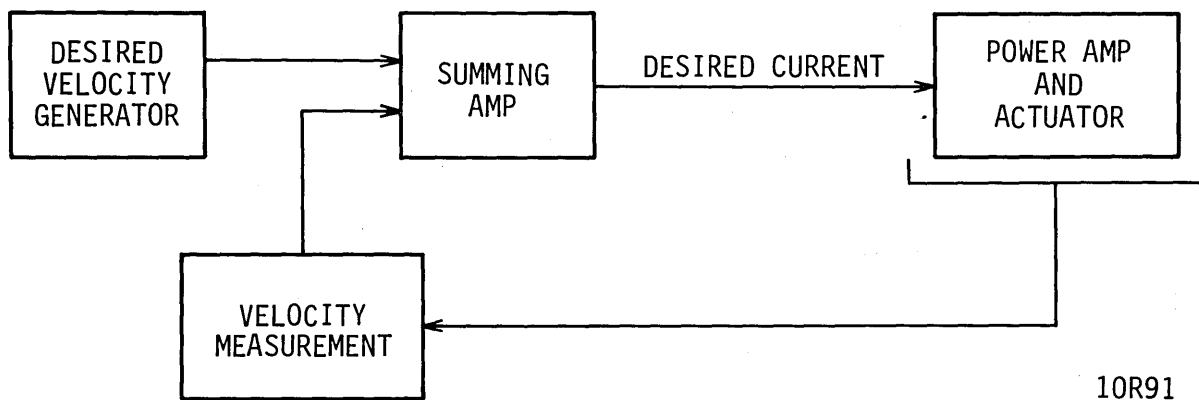 DESIRED
VELOCITY
GENERATOR
SUMMING
AMP
DESIRED CURRENT
POWER AMP
AND
ACTUATOR
VELOCITY
MEASUREMENT
10R91